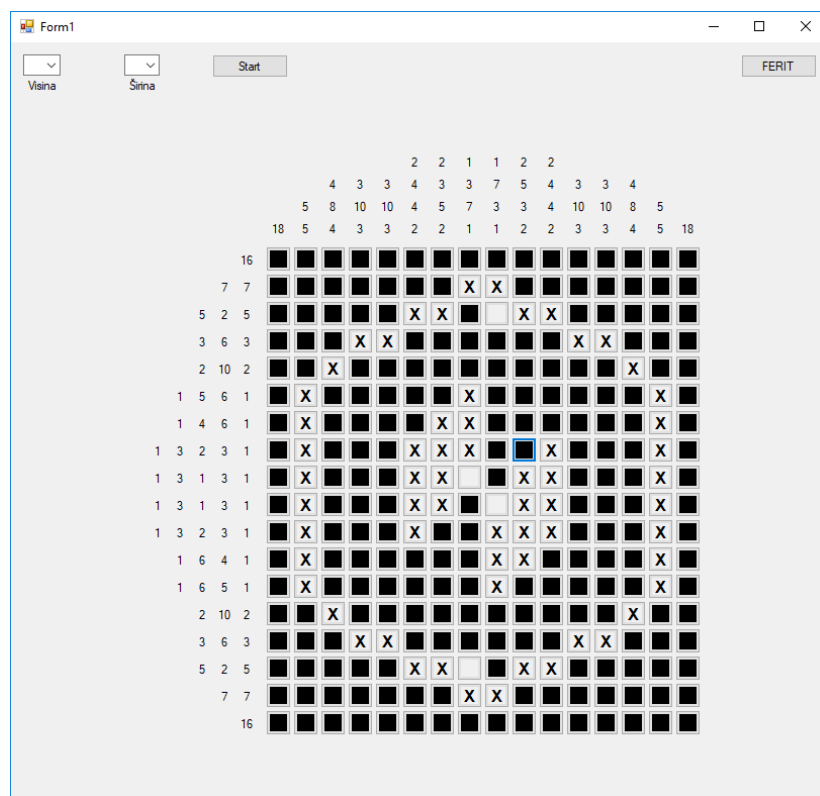 Form1
Start
FERIT
Visina
Širina
2 2 1 1 2 2
4 3 3 4 3 3 7 5 4 3 3 4
5 8 10 10 4 5 7 3 3 4 10 10 8 5
18 5 4 3 3 2 2 1 1 2 2 3 3 4 5 18
16
7 7 X X
5 2 5 X X X X
3 6 3 X X X X
2 10 2 X X
1 5 6 1 X X X
1 4 6 1 X X X X
1 3 2 3 1 X X X X X X
1 3 1 3 1 X X X X X X
1 3 1 3 1 X X X X X X
1 3 2 3 1 X X X X X X
1 6 4 1 X X X X
1 6 5 1 X X X
2 10 2 X X
3 6 3 X X X X
5 2 5 X X X X
7 7 X X
16